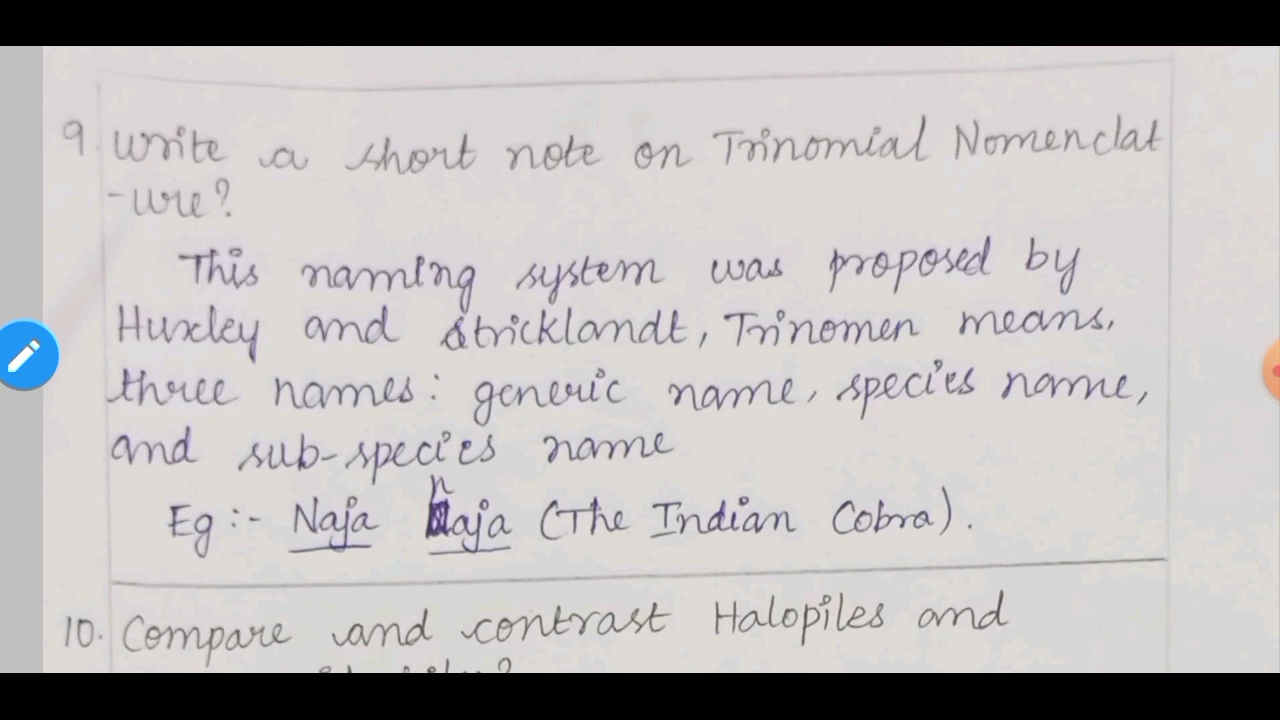 9. Write a short note on Trinomial Nomenclat
-ure?
This naming system was proposed by
Huxley and Stricklandt, Trinomen means,
three names: generic name, species name,
and sub-species name
Eg :- Naja naja (The Indian Cobra).
10. Compare and contrast Halopiles and